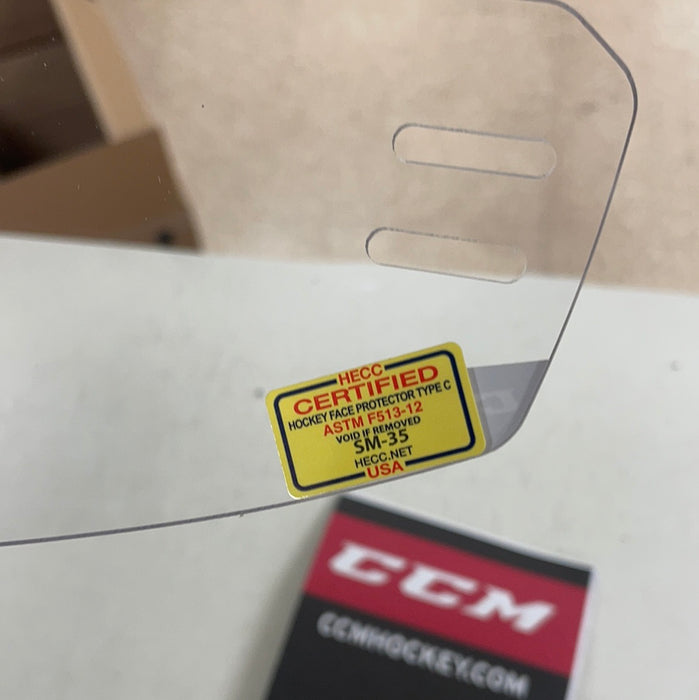 HECC
CERTIFIED
HOCKEY FACE PROTECTOR TYPE C
ASTM F513-12
VOID IF REMOVED
SM-35
HECC.NET
USA
CCM
CCMHOCKEY.COM